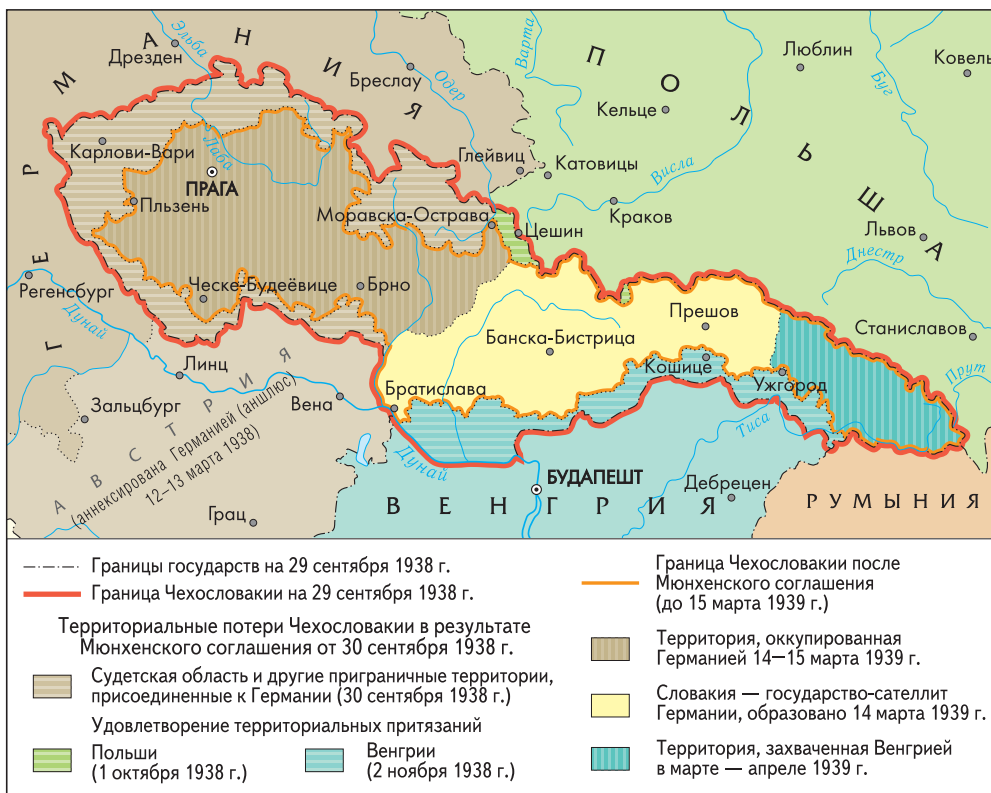 ГЕРМАНИЯ
ПОЛЬША
Эльба
Дрезден
Варта
Одер
Бреслау
Люблин
Буг
Ковель
Кельце
Карлови-Вари
Лаба
ПРАГА
Пльзень
Глейвиц
Катовицы
Висла
Краков
Моравска-Острава
Цешин
Львов
Днестр
Регенсбург
Дунай
Ческе-Будеёвице
Брно
Прешов
Банска-Бистрица
Станиславов
Линц
Кошице
Ужгород
Прут
Братислава
Вена
Зальцбург
АВСТРИЯ
(аннексирована Германией (аншлюс)
12–13 марта 1938)
Тиса
Дунай
БУДАПЕШТ
Дебрецен
ВЕНГРИЯ
РУМЫНИЯ
Грац
Границы государств на 29 сентября 1938 г.
Граница Чехословакии на 29 сентября 1938 г.
Территориальные потери Чехословакии в результате
Мюнхенского соглашения от 30 сентября 1938 г.
Судетская область и другие приграничные территории,
присоединенные к Германии (30 сентября 1938 г.)
Удовлетворение территориальных притязаний
Польши
(1 октября 1938 г.)
Венгрии
(2 ноября 1938 г.)
Граница Чехословакии после
Мюнхенского соглашения
(до 15 марта 1939 г.)
Территория, оккупированная
Германией 14—15 марта 1939 г.
Словакия — государство-сателлит
Германии, образовано 14 марта 1939 г.
Территория, захваченная Венгрией
в марте — апреле 1939 г.